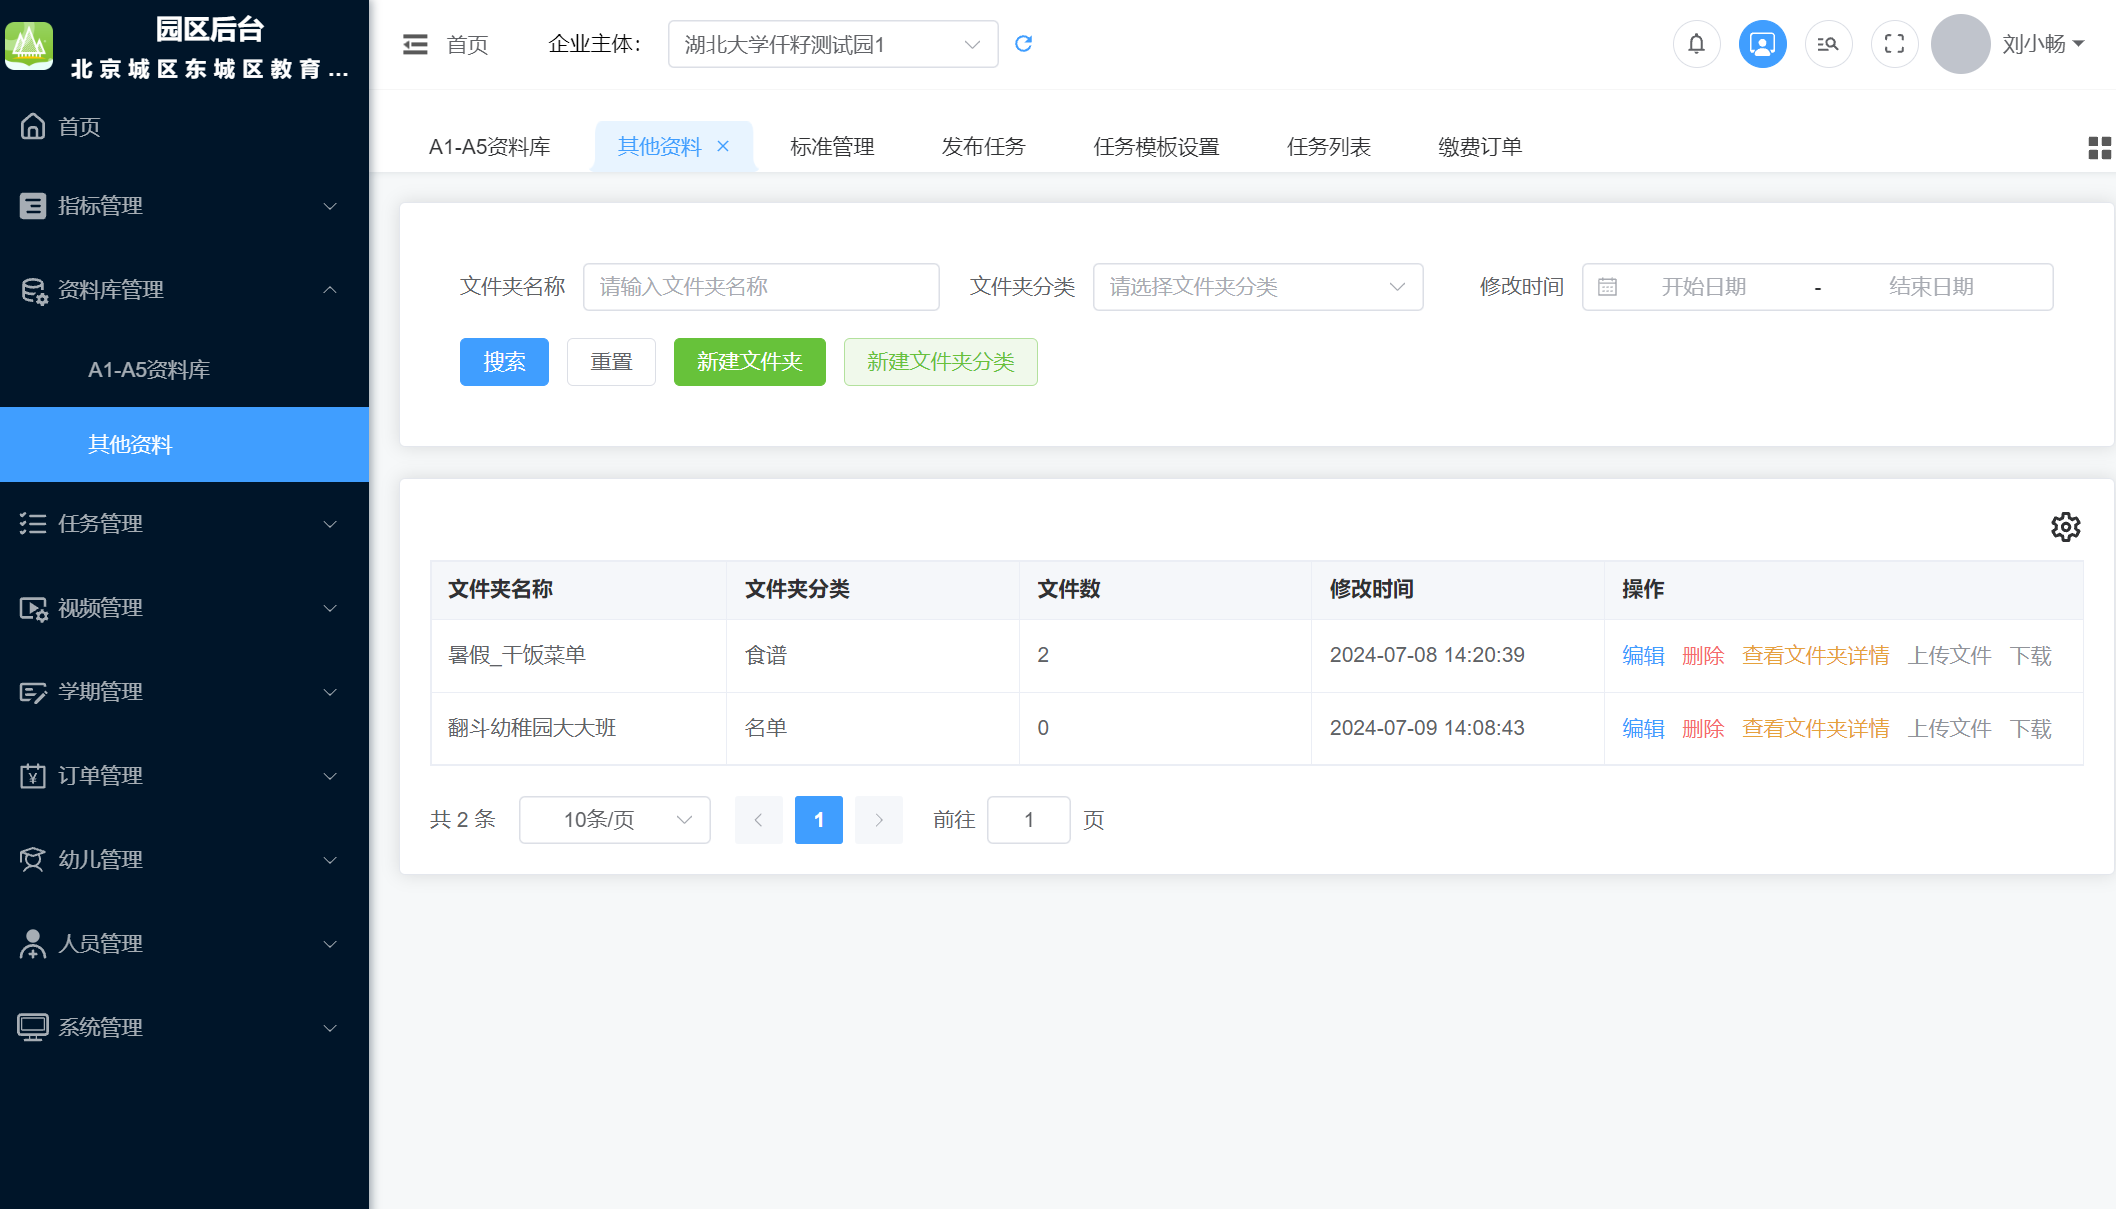 园区后台
北京城区东城区教育...
首页
指标管理
资料库管理
A1-A5资料库
其他资料
任务管理
视频管理
学期管理
订单管理
幼儿管理
人员管理
系统管理
首页 企业主体： 湖北大学仟籽测试园1 刘小畅
A1-A5资料库 其他资料 标准管理 发布任务 任务模板设置 任务列表 缴费订单
文件夹名称 请输入文件夹名称 文件夹分类 请选择文件夹分类 修改时间 开始日期 - 结束日期
搜索 重置 新建文件夹 新建文件夹分类
文件夹名称 文件夹分类 文件数 修改时间 操作
暑假_干饭菜单 食谱 2 2024-07-08 14:20:39 编辑 删除 查看文件夹详情 上传文件 下载
翻斗幼稚园大大班 名单 0 2024-07-09 14:08:43 编辑 删除 查看文件夹详情 上传文件 下载
共 2 条 10条/页 1 前往 1 页